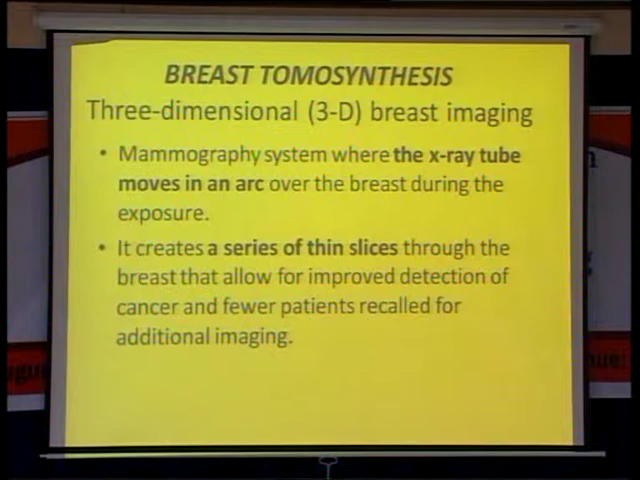 BREAST TOMOSYNTHESIS
Three-dimensional (3-D) breast imaging
• Mammography system where the x-ray tube
moves in an arc over the breast during the
exposure.
• It creates a series of thin slices through the
breast that allow for improved detection of
cancer and fewer patients recalled for
additional imaging.